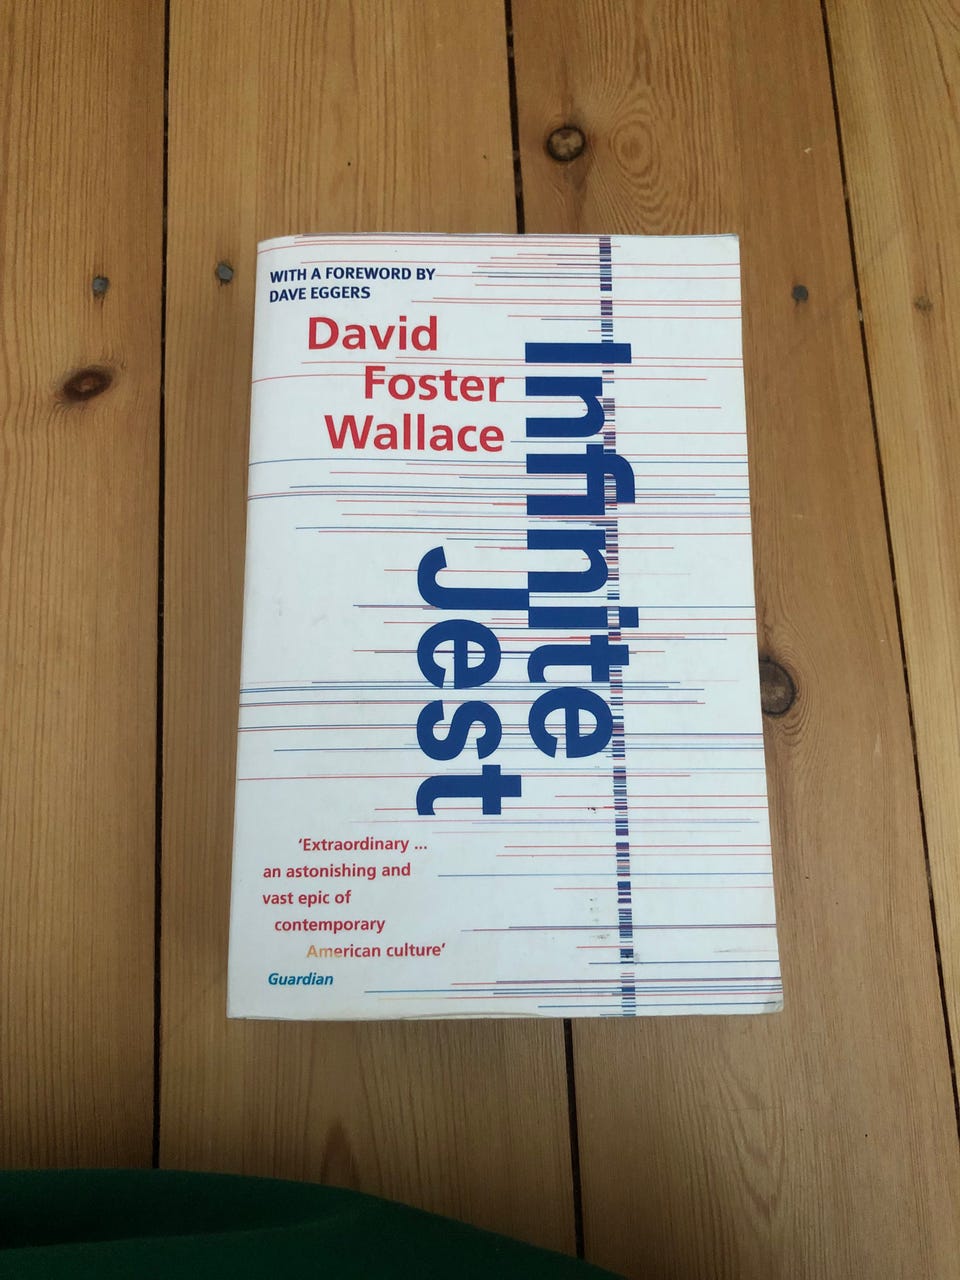 WITH A FOREWORD BY
DAVE EGGERS
David
Foster
Wallace
Infinite
Jest
‘Extraordinary ...
an astonishing and
vast epic of
contemporary
American culture’
Guardian